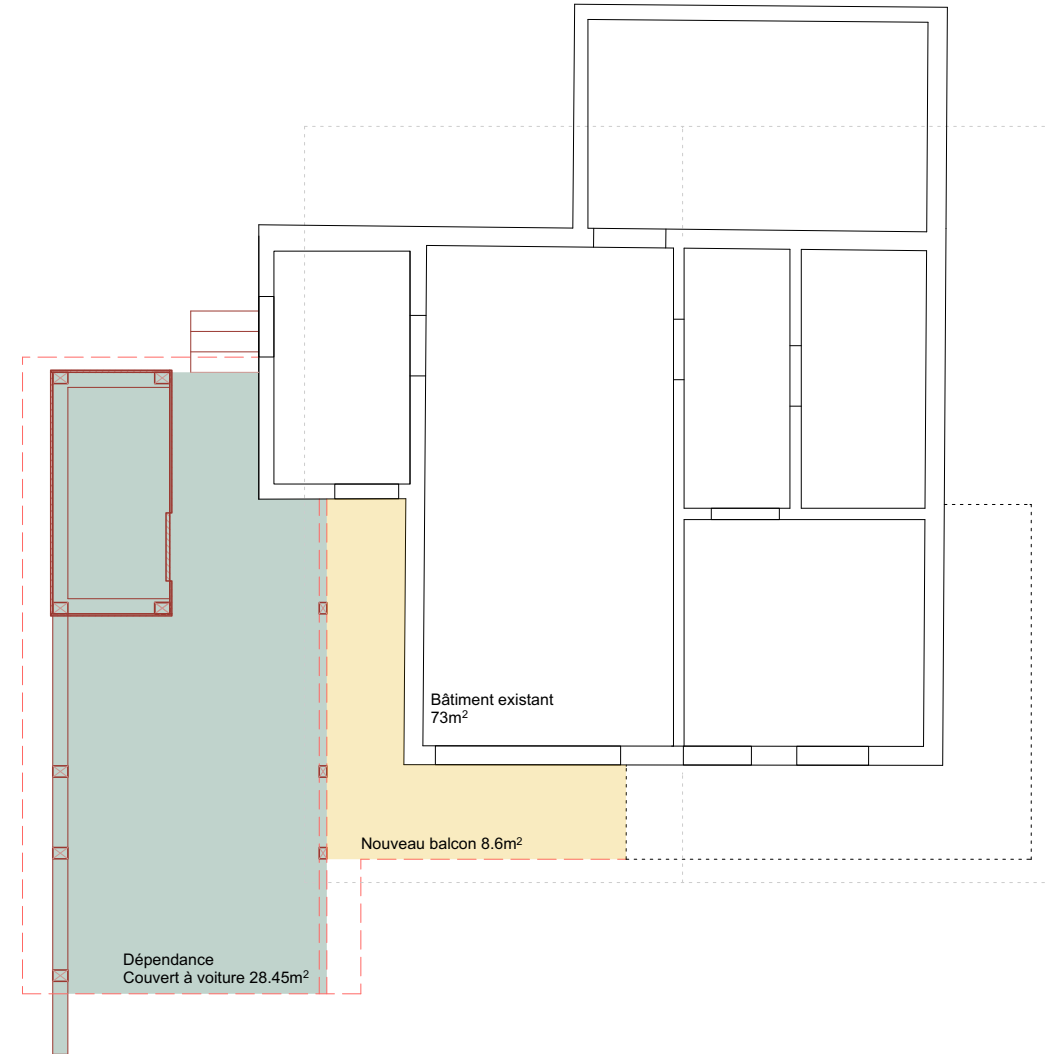 Bâtiment existant
73m²
Nouveau balcon 8.6m²
Dépendance
Couvert à voiture 28.45m²